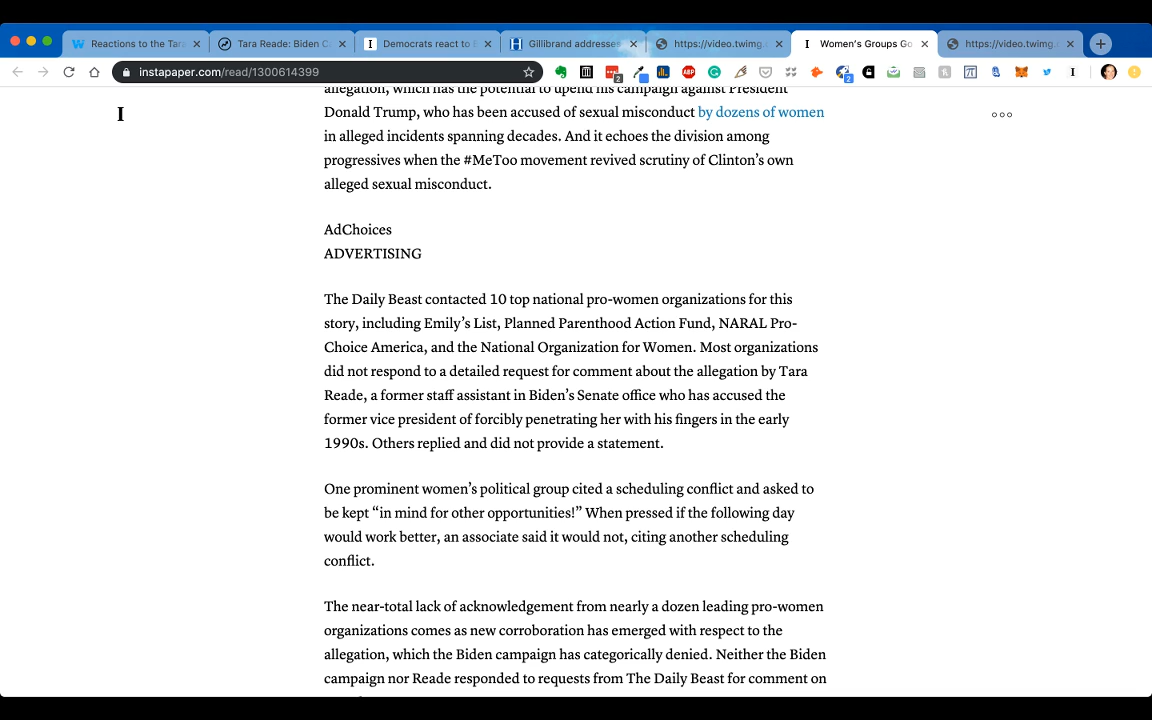 Reactions to the Tar
Tara Reade: Biden C
Democrats react to
Gillibrand addresses
https://video.twimg.c
Women's Groups Go
https://video.twimg.c
instapaper.com/read/1300614399
allegation, which has the potential to upend his campaign against President
Donald Trump, who has been accused of sexual misconduct by dozens of women
in alleged incidents spanning decades. And it echoes the division among
progressives when the #MeToo movement revived scrutiny of Clinton’s own
alleged sexual misconduct.
AdChoices
ADVERTISING
The Daily Beast contacted 10 top national pro-women organizations for this
story, including Emily’s List, Planned Parenthood Action Fund, NARAL Pro-
Choice America, and the National Organization for Women. Most organizations
did not respond to a detailed request for comment about the allegation by Tara
Reade, a former staff assistant in Biden’s Senate office who has accused the
former vice president of forcibly penetrating her with his fingers in the early
1990s. Others replied and did not provide a statement.
One prominent women’s political group cited a scheduling conflict and asked to
be kept “in mind for other opportunities!” When pressed if the following day
would work better, an associate said it would not, citing another scheduling
conflict.
The near-total lack of acknowledgement from nearly a dozen leading pro-women
organizations comes as new corroboration has emerged with respect to the
allegation, which the Biden campaign has categorically denied. Neither the Biden
campaign nor Reade responded to requests from The Daily Beast for comment on